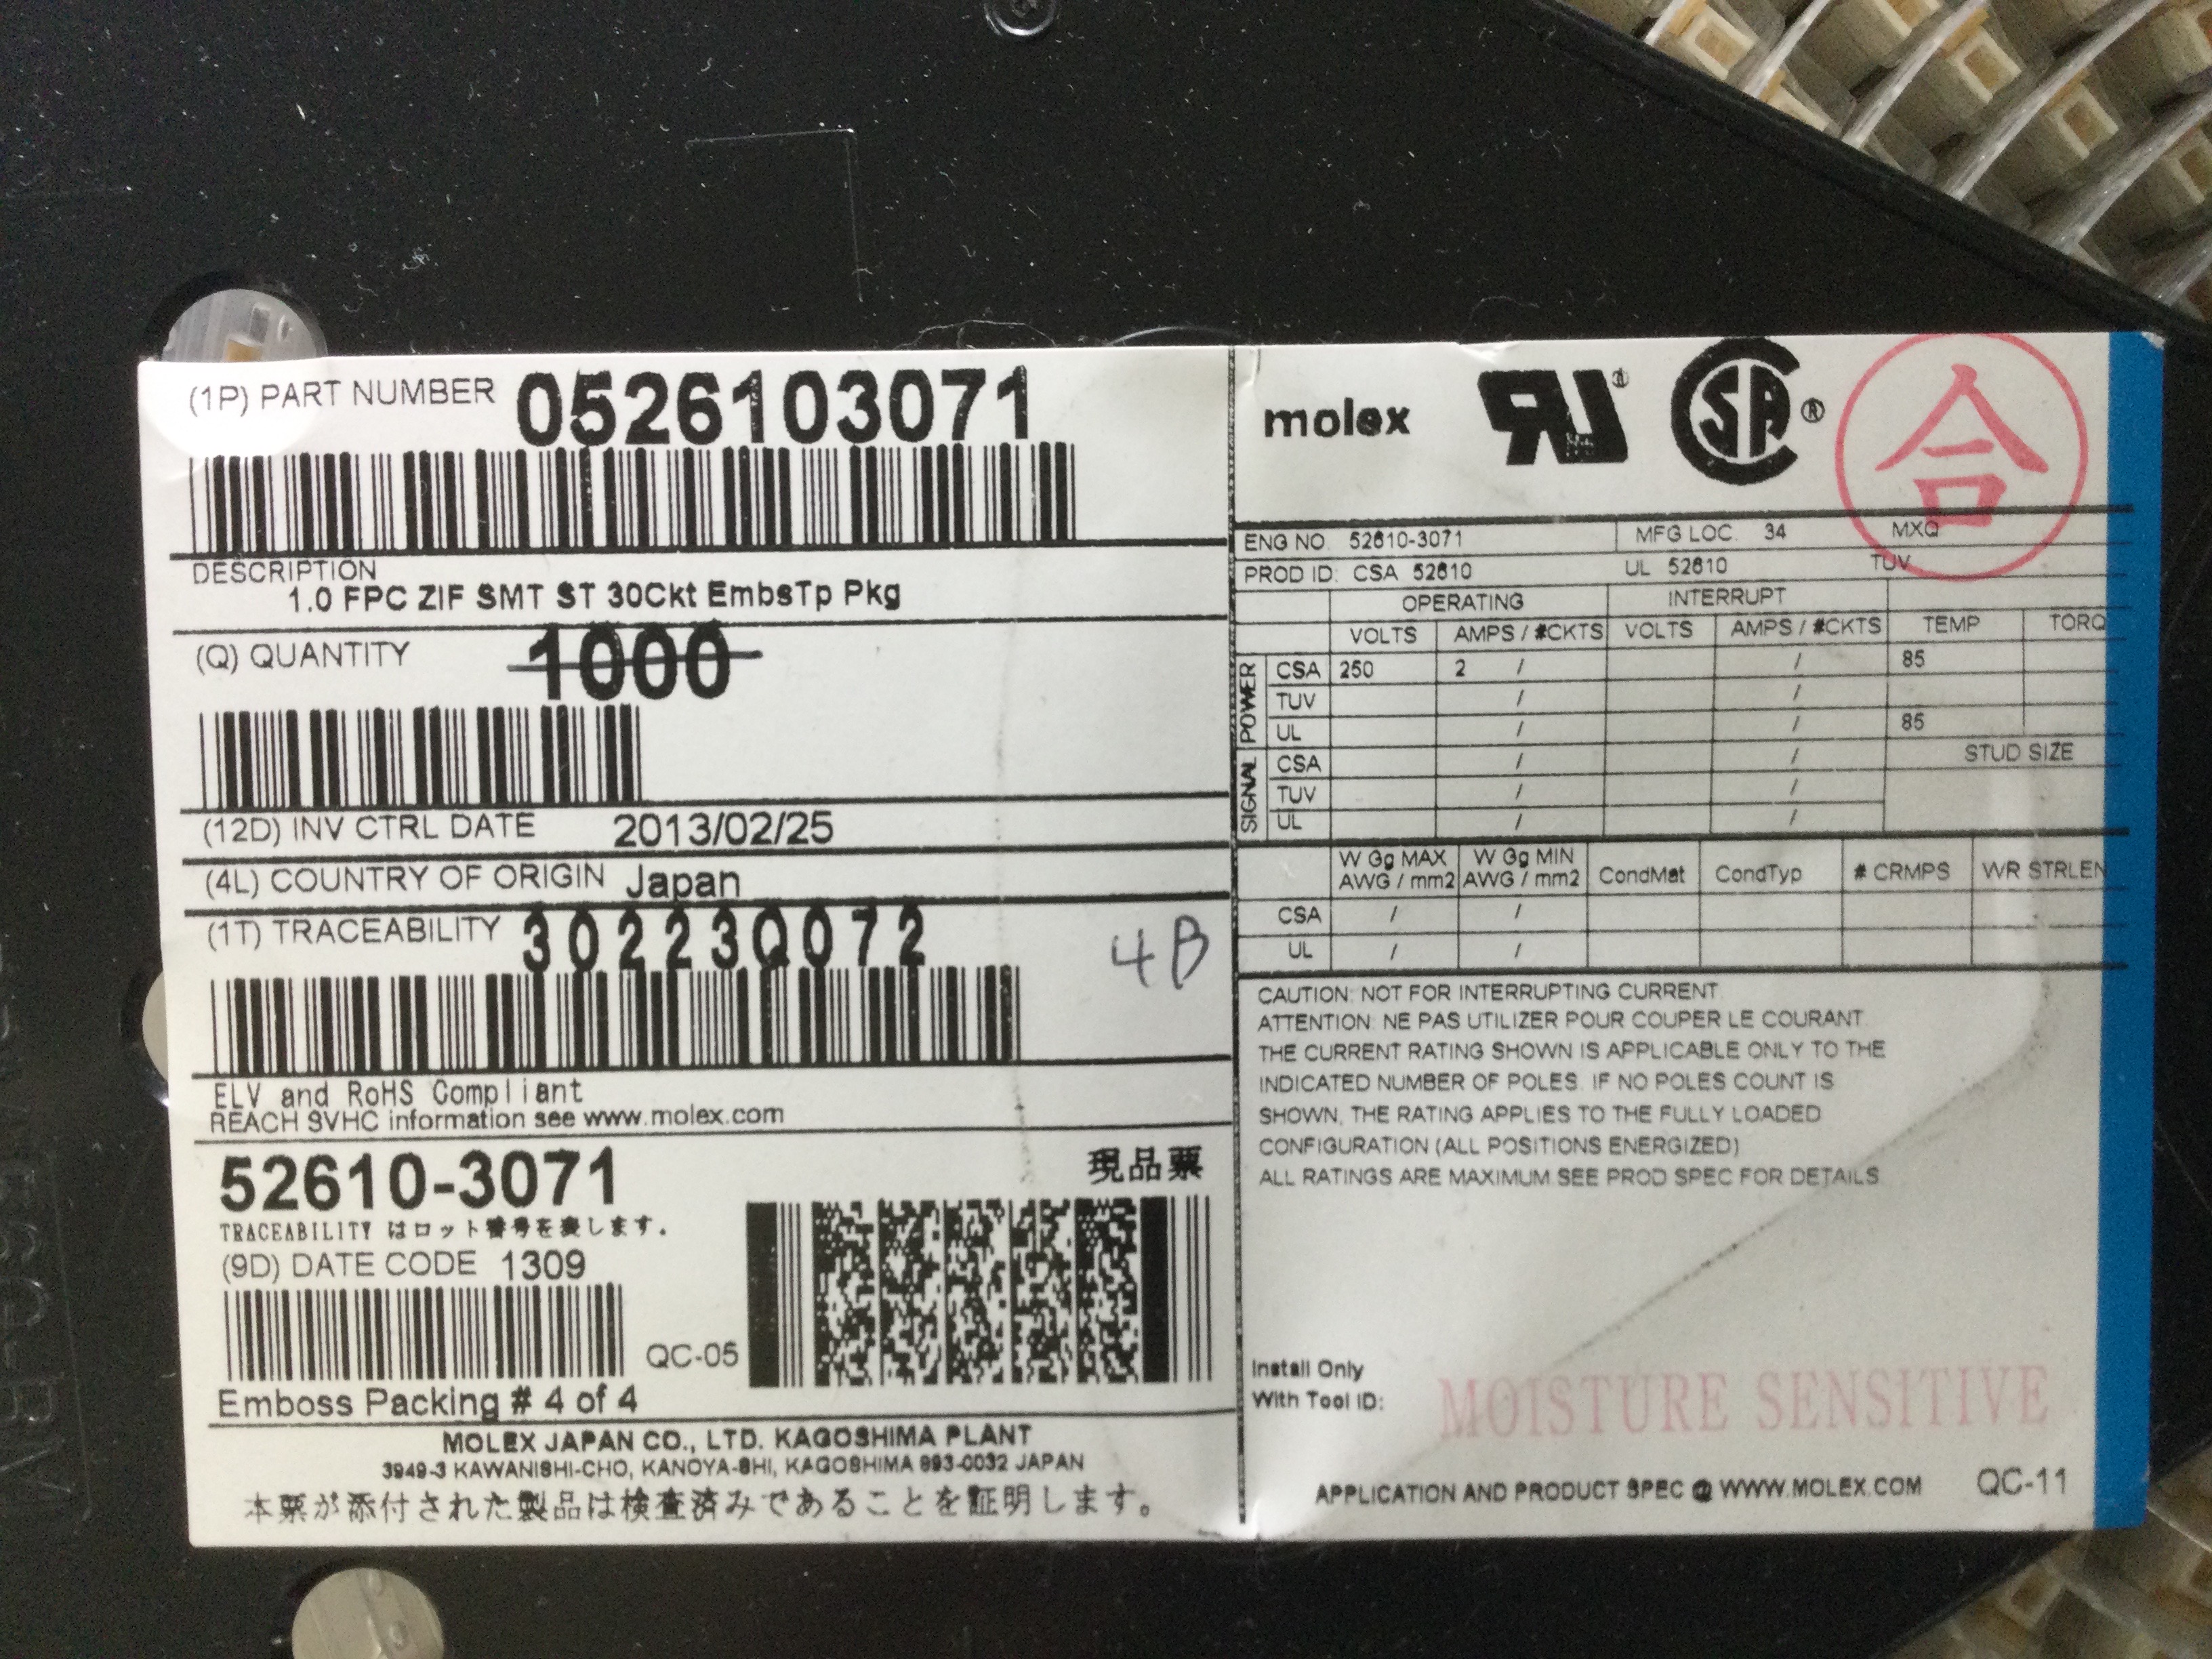 (1P) PART NUMBER 0526103071
DESCRIPTION
1.0 FPC ZIF SMT ST 30Ckt EmbsTp Pkg
(Q) QUANTITY 1000
(12D) INV CTRL DATE 2013/02/25
(4L) COUNTRY OF ORIGIN Japan
(1T) TRACEABILITY 30223Q072
4B
ELV and RoHS Compliant
REACH SVHC information see www.molex.com
52610-3071 現品票
TRACEABILITY はロット番号を表します.
(9D) DATE CODE 1309
QC-05
Emboss Packing # 4 of 4
MOLEX JAPAN CO., LTD. KAGOSHIMA PLANT
3949-3 KAWANISHI-CHO, KANOYA-SHI, KAGOSHIMA 893-0032 JAPAN
本票が添付された製品は検査済みであることを証明します。
molex RU ® CSA ® 合
ENG NO. 52610-3071 MFG LOC. 34 MXQ
PROD ID: CSA 52610 UL 52610 TUV
OPERATING INTERRUPT
VOLTS AMPS / #CKTS VOLTS AMPS / #CKTS TEMP TORQ
POWER
CSA 250 2 / / 85
TUV / /
UL / / 85
SIGNAL
CSA / / STUD SIZE
TUV / /
UL / /
W Gg MAX W Gg MIN
AWG / mm2 AWG / mm2 CondMat CondTyp # CRMPS WR STRLEN
CSA / /
UL / /
CAUTION: NOT FOR INTERRUPTING CURRENT.
ATTENTION: NE PAS UTILIZER POUR COUPER LE COURANT.
THE CURRENT RATING SHOWN IS APPLICABLE ONLY TO THE
INDICATED NUMBER OF POLES. IF NO POLES COUNT IS
SHOWN, THE RATING APPLIES TO THE FULLY LOADED
CONFIGURATION (ALL POSITIONS ENERGIZED)
ALL RATINGS ARE MAXIMUM SEE PROD SPEC FOR DETAILS
Install Only
With Tool ID:
MOISTURE SENSITIVE
APPLICATION AND PRODUCT SPEC @ WWW.MOLEX.COM QC-11